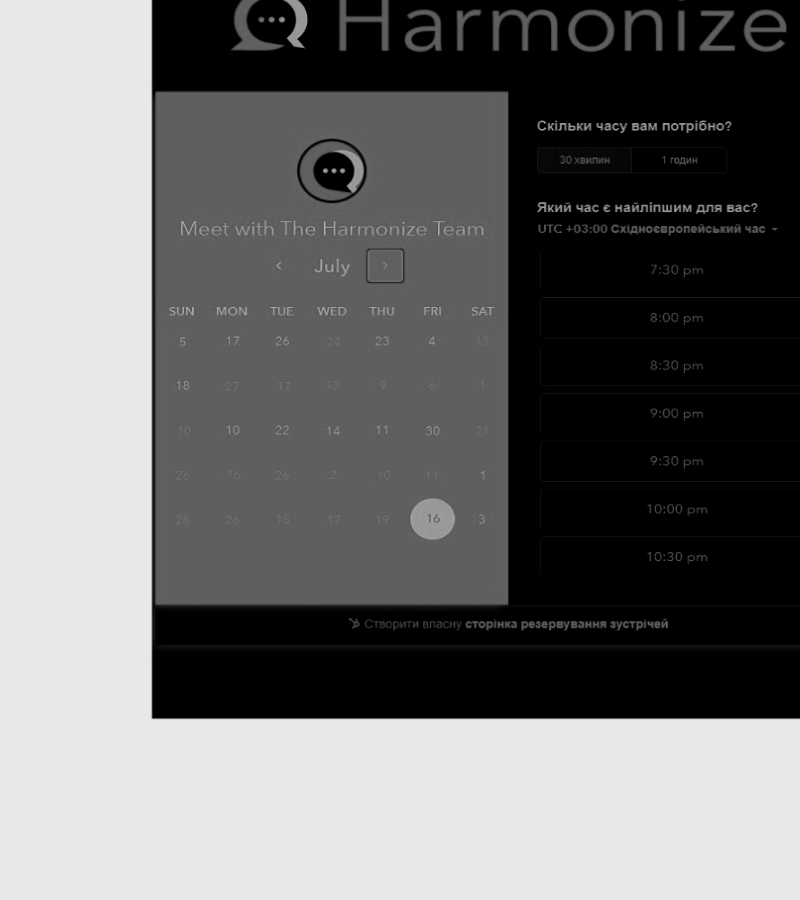 Harmonize
Meet with The Harmonize Team
July
SUN MON TUE WED THU FRI SAT
5 17 26 24 23 4 13
18 27 17 13 9 6 1
10 10 22 14 11 30 21
26 16 26 2 10 11 1
28 26 15 17 19 16 3
Скільки часу вам потрібно?
30 хвилин 1 годин
Який час є найліпшим для вас?
UTC +03:00 Східноєвропейський час
7:30 pm
8:00 pm
8:30 pm
9:00 pm
9:30 pm
10:00 pm
10:30 pm
Створити власну сторінка резервування зустрічей